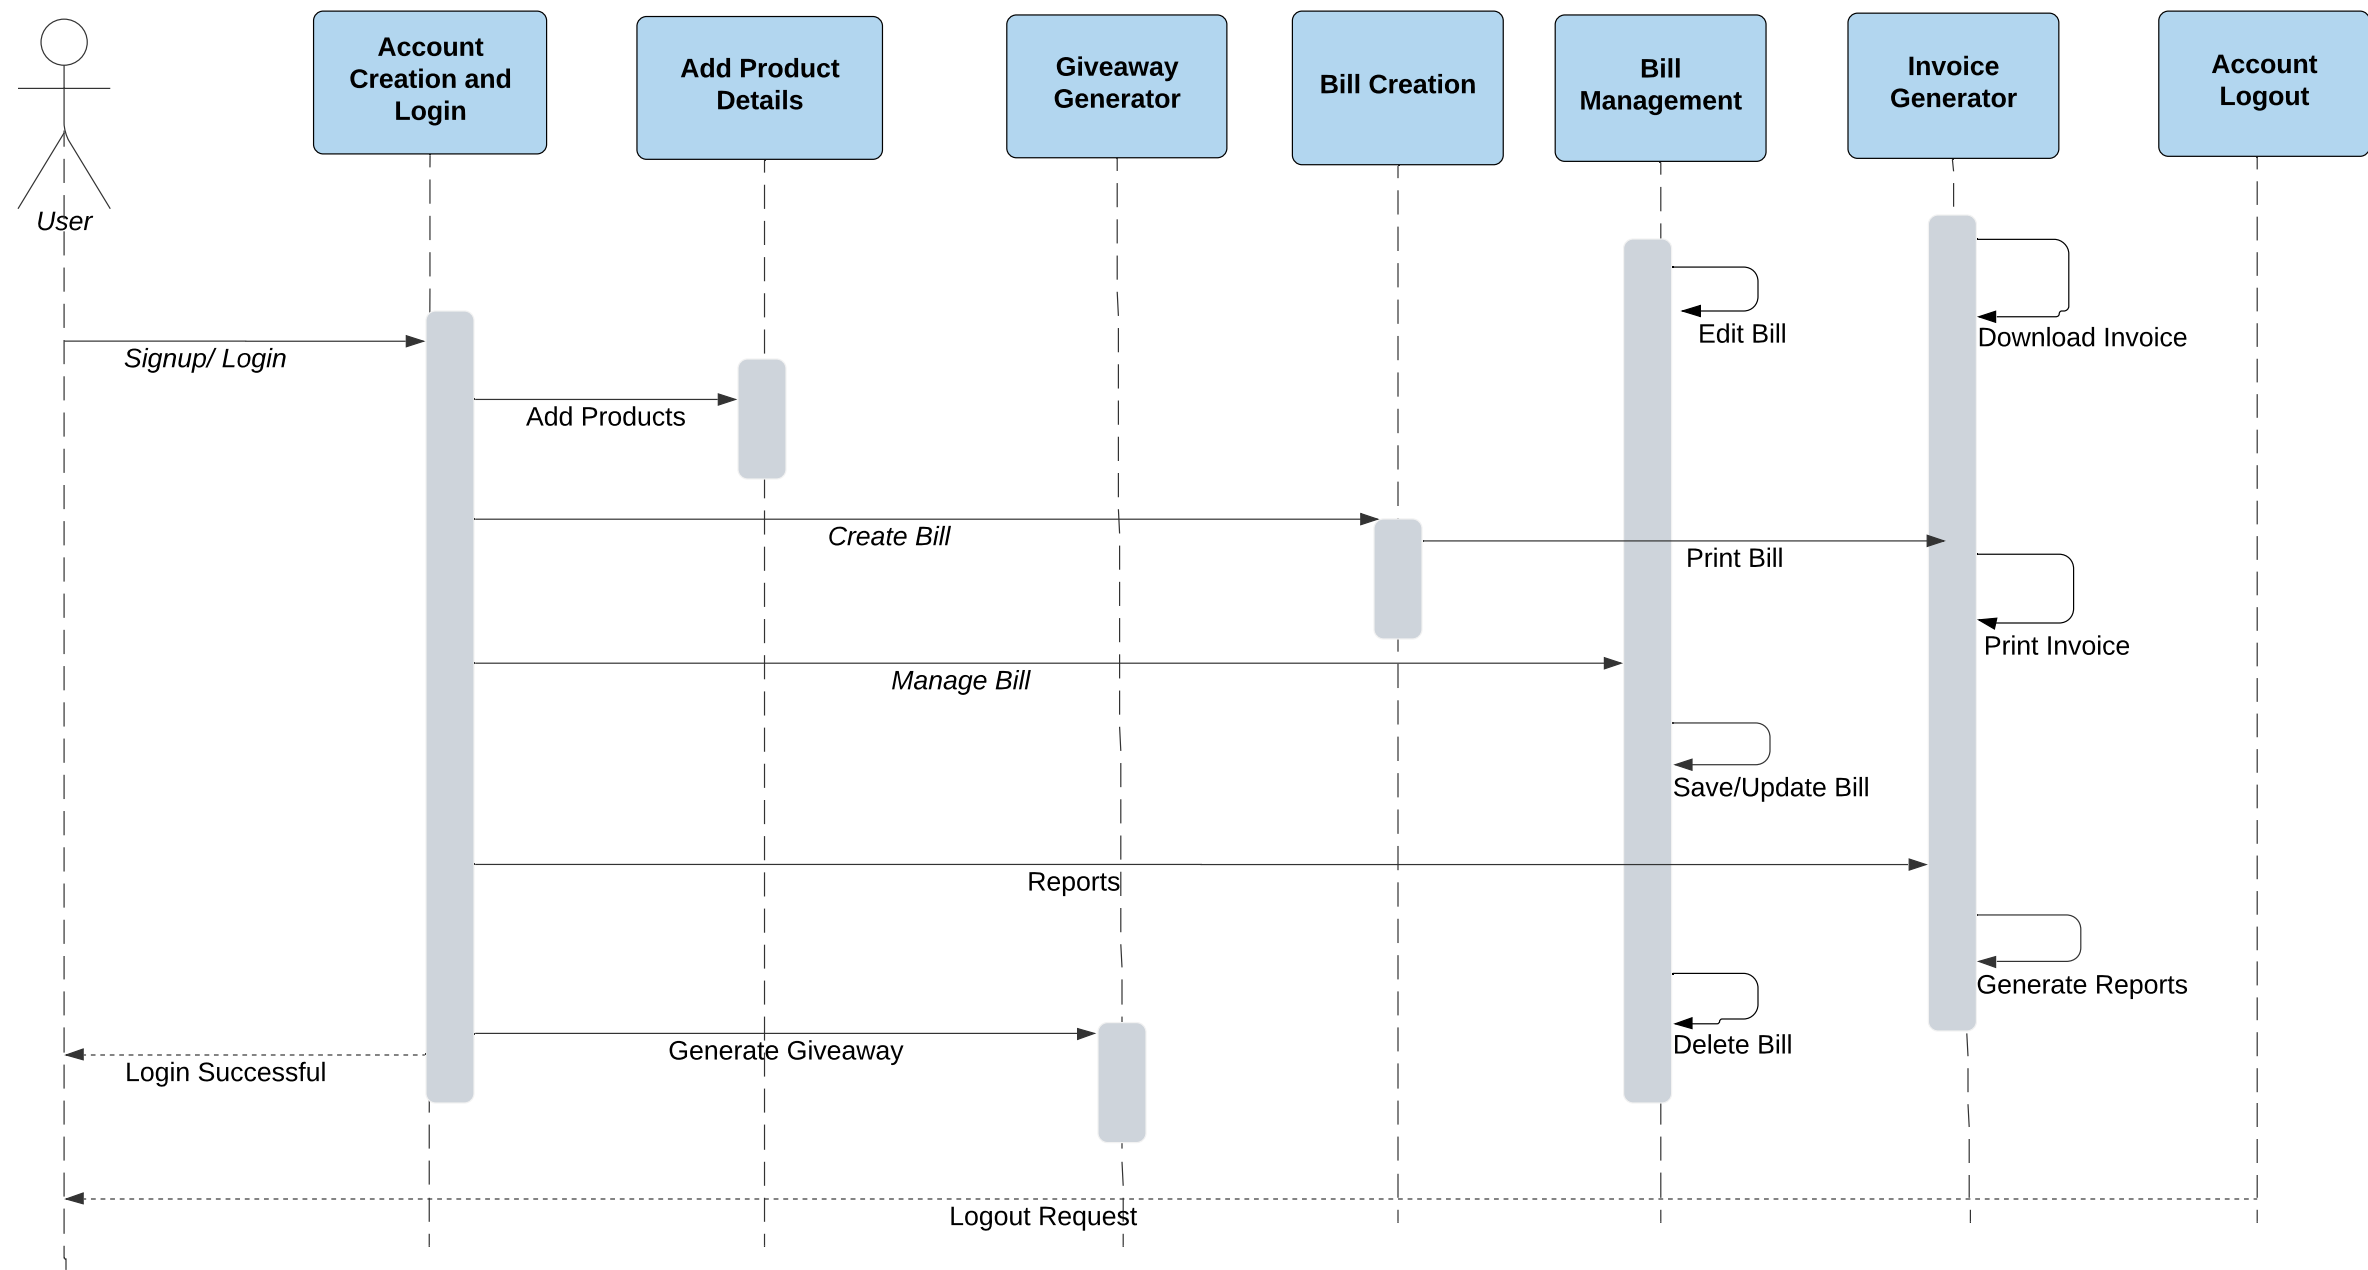 Account
Creation and
Login
Add Product
Details
Giveaway
Generator
Bill Creation
Bill
Management
Invoice
Generator
Account
Logout
User
Edit Bill
Download Invoice
Signup/ Login
Add Products
Create Bill
Print Bill
Print Invoice
Manage Bill
Save/Update Bill
Reports
Generate Reports
Delete Bill
Generate Giveaway
Login Successful
Logout Request